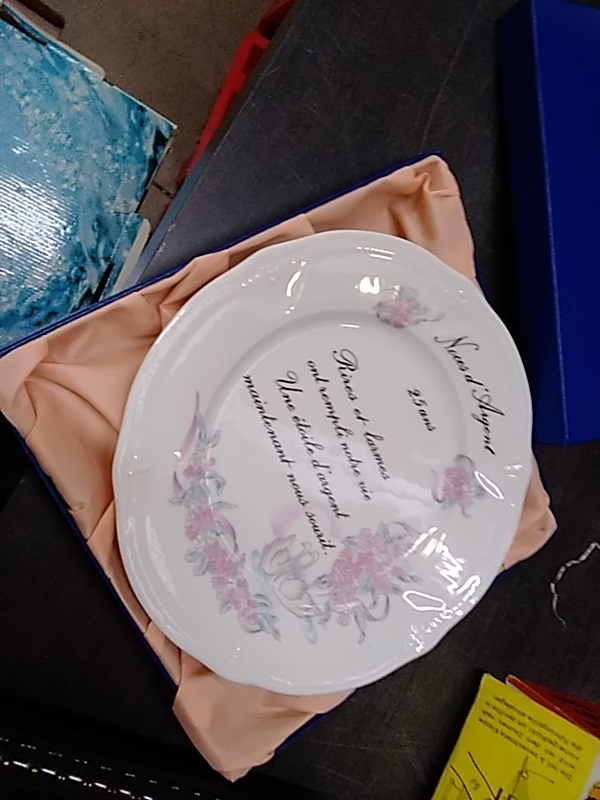 Noces d'Argent
25 ans
Rires et larmes
ont rempli notre vie
Une étoile d'argent
maintenant nous sourit.